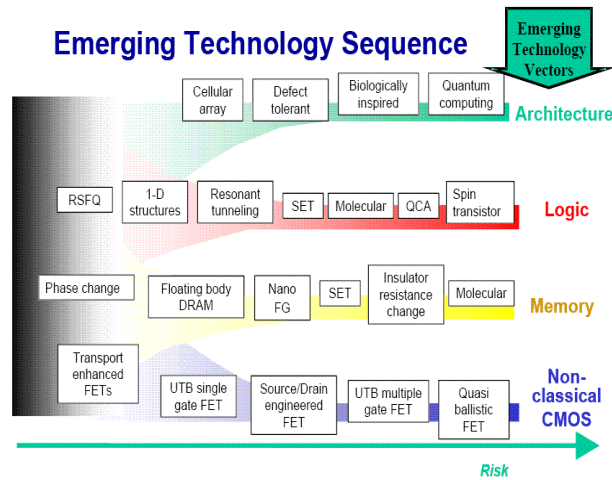 Emerging Technology Sequence
Emerging
Technology
Vectors
Cellular
array
Defect
tolerant
Biologically
inspired
Quantum
computing
Architecture
RSFQ
1-D
structures
Resonant
tunneling
SET
Molecular
QCA
Spin
transistor
Logic
Phase change
Floating body
DRAM
Nano
FG
SET
Insulator
resistance
change
Molecular
Memory
Transport
enhanced
FETs
UTB single
gate FET
Source/Drain
engineered
FET
UTB multiple
gate FET
Quasi
ballistic
FET
Non-
classical
CMOS
Risk